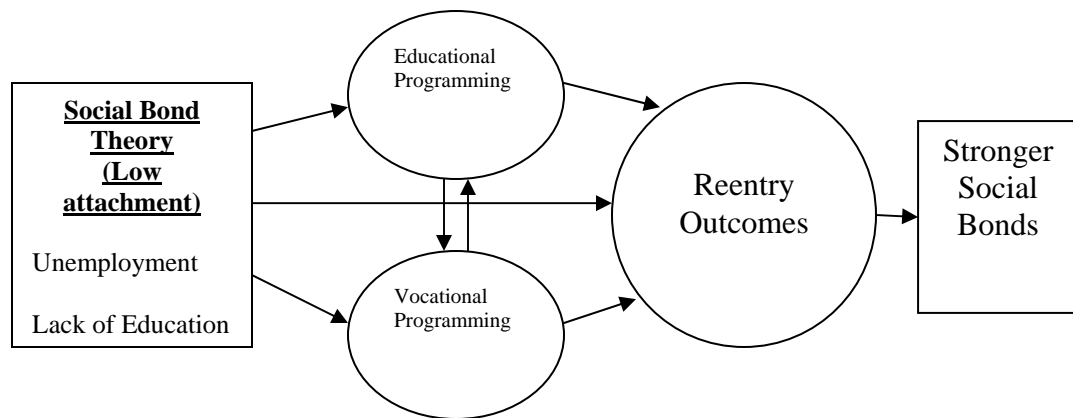 Social Bond
Theory
(Low
attachment)
Unemployment
Lack of Education
Educational
Programming
Vocational
Programming
Reentry
Outcomes
Stronger
Social
Bonds